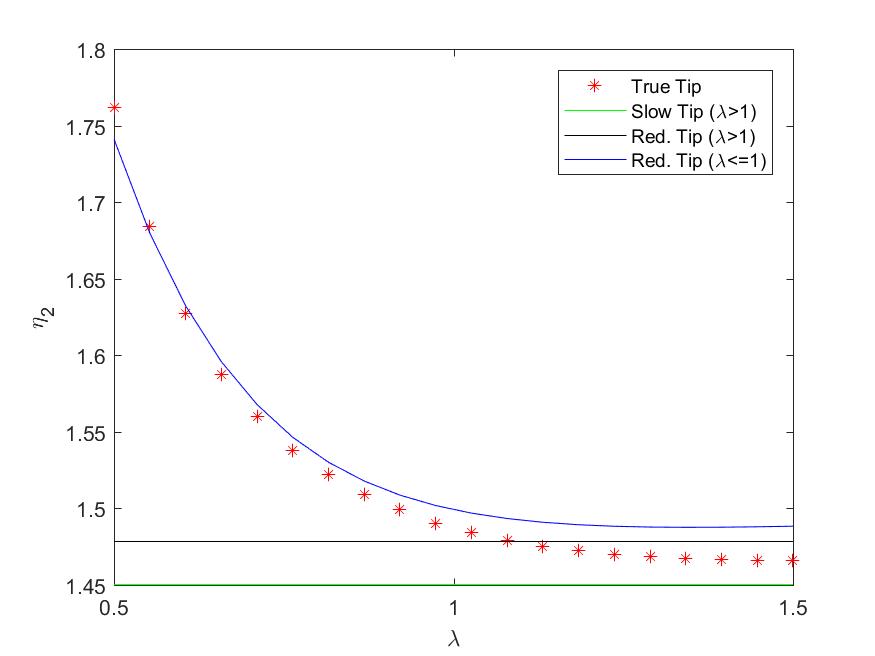 1.8
1.75
1.7
1.65
1.6
1.55
1.5
1.45
η2
True Tip
Slow Tip (λ>1)
Red. Tip (λ>1)
Red. Tip (λ<=1)
0.5
1
1.5
λ